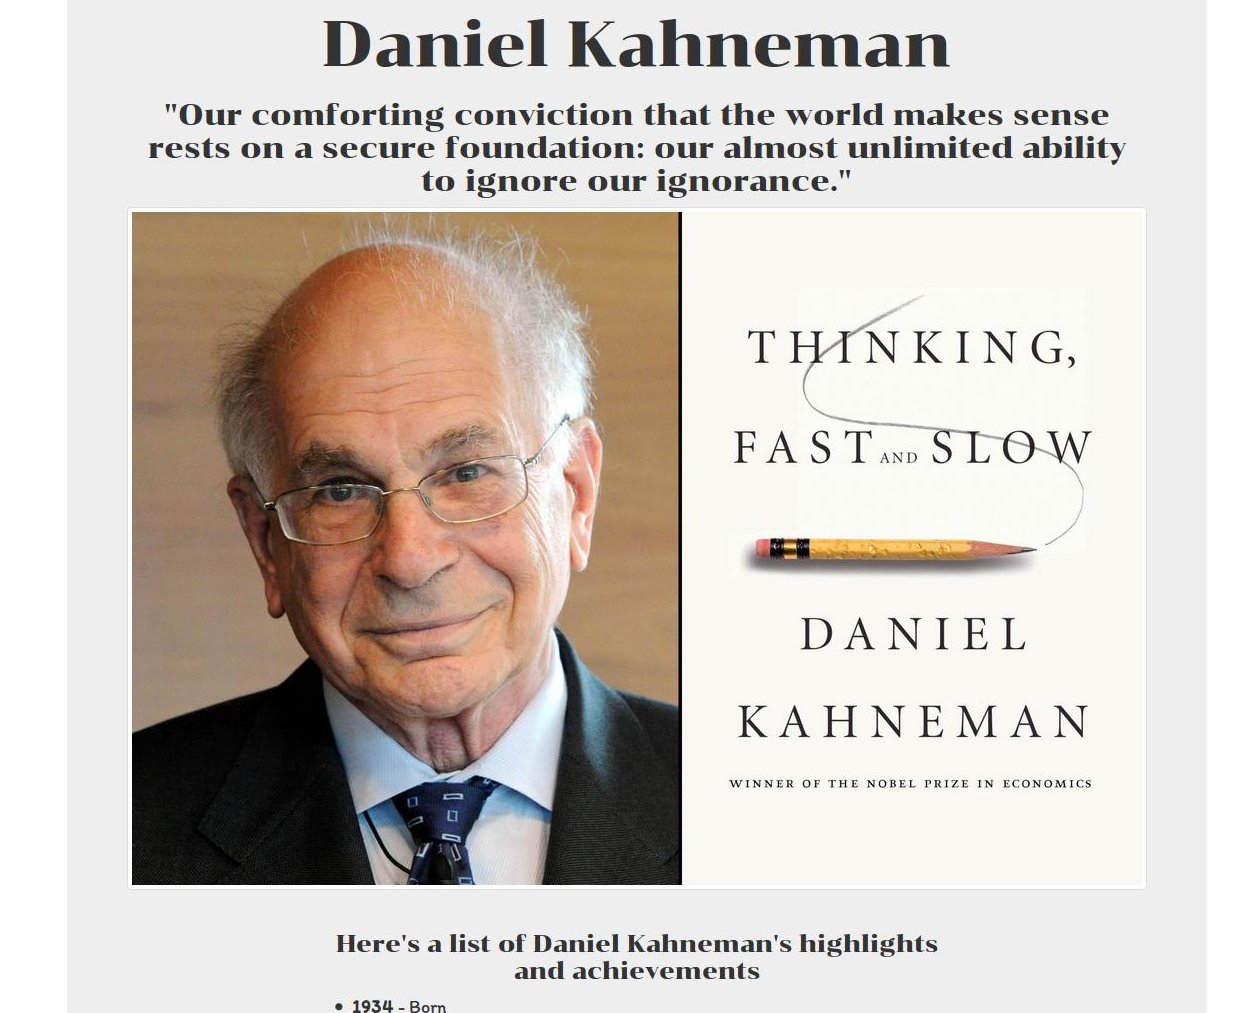 Daniel Kahneman
"Our comforting conviction that the world makes sense
rests on a secure foundation: our almost unlimited ability
to ignore our ignorance."
THINKING,
FAST AND SLOW
DANIEL
KAHNEMAN
WINNER OF THE NOBEL PRIZE IN ECONOMICS
Here's a list of Daniel Kahneman's highlights
and achievements
• 1934 - Born